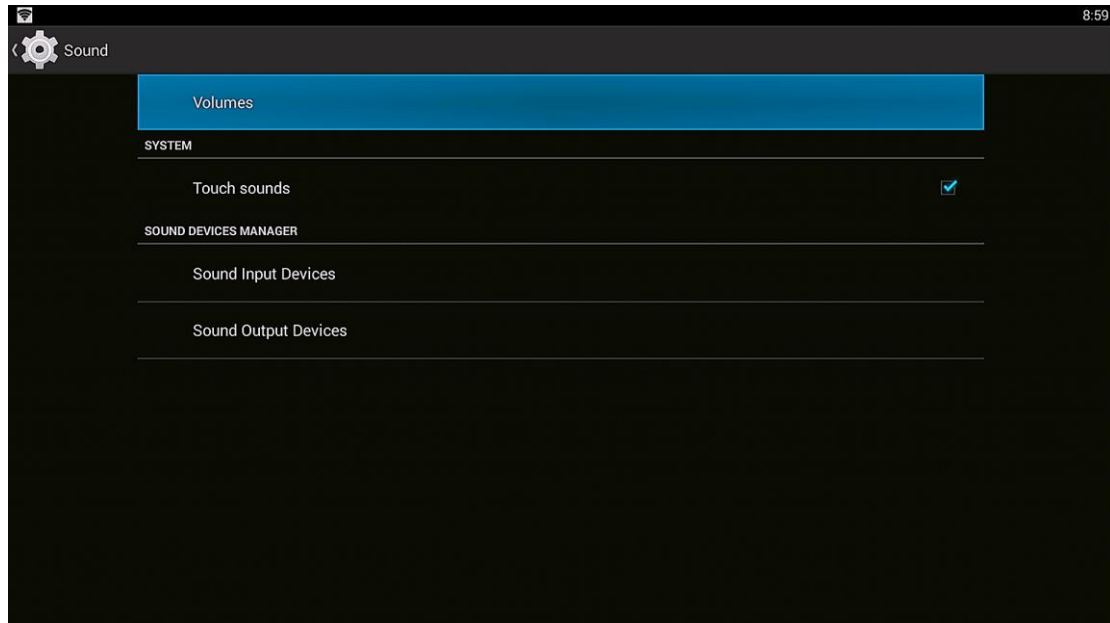 8:59
Sound
Volumes
SYSTEM
Touch sounds
SOUND DEVICES MANAGER
Sound Input Devices
Sound Output Devices